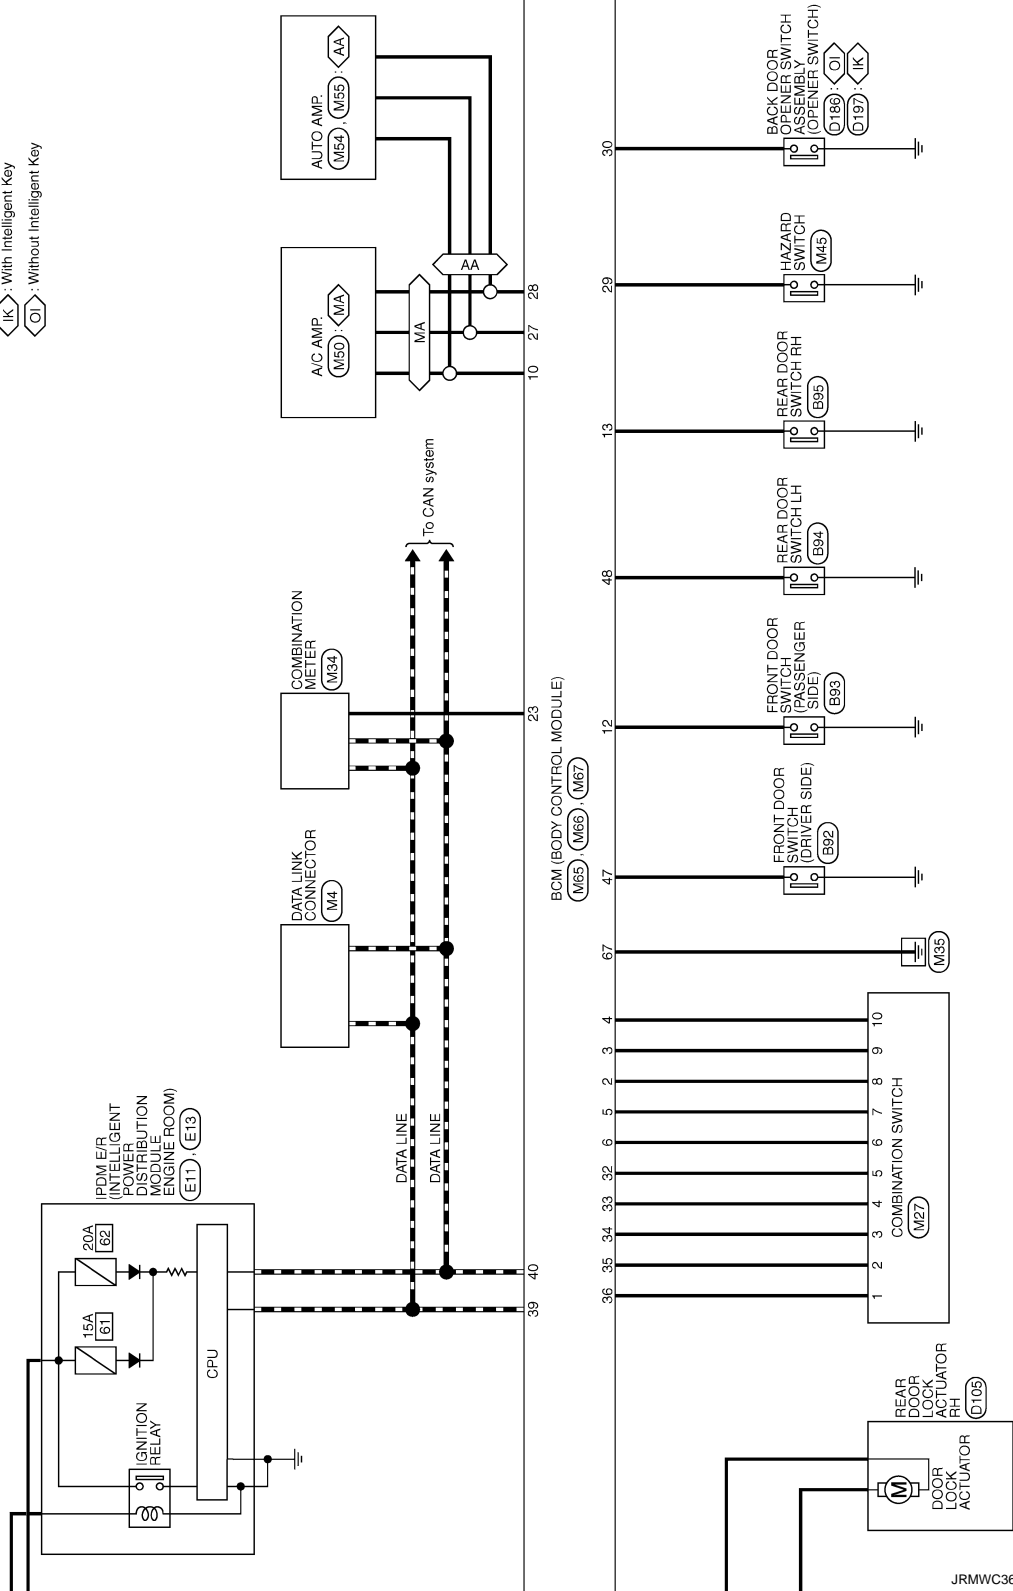 IK : With Intelligent Key
OI : Without Intelligent Key
IPDM E/R
(INTELLIGENT
POWER
DISTRIBUTION
MODULE
ENGINE ROOM)
E11 , E13
IGNITION
RELAY
15A
61
20A
62
CPU
DATA LINK
CONNECTOR
M4
COMBINATION
METER
M34
A/C AMP.
M50 : MA
AUTO AMP.
M54 , M55 : AA
MA
AA
DATA LINE
DATA LINE
To CAN system
39
40
23
10
27
28
BCM (BODY CONTROL MODULE)
M65 , M66 , M67
36
35
34
33
32
6
5
2
3
4
67
47
12
48
13
29
30
1
2
3
4
5
6
7
8
9
10
COMBINATION SWITCH
M27
M35
FRONT DOOR
SWITCH
(DRIVER SIDE)
B92
FRONT DOOR
SWITCH
(PASSENGER
SIDE)
B93
REAR DOOR
SWITCH LH
B94
REAR DOOR
SWITCH RH
B95
HAZARD
SWITCH
M45
BACK DOOR
OPENER SWITCH
ASSEMBLY
(OPENER SWITCH)
D186 : OI
D197 : IK
REAR
DOOR
LOCK
ACTUATOR
RH
D105
M
DOOR
LOCK
ACTUATOR
JRMWC36